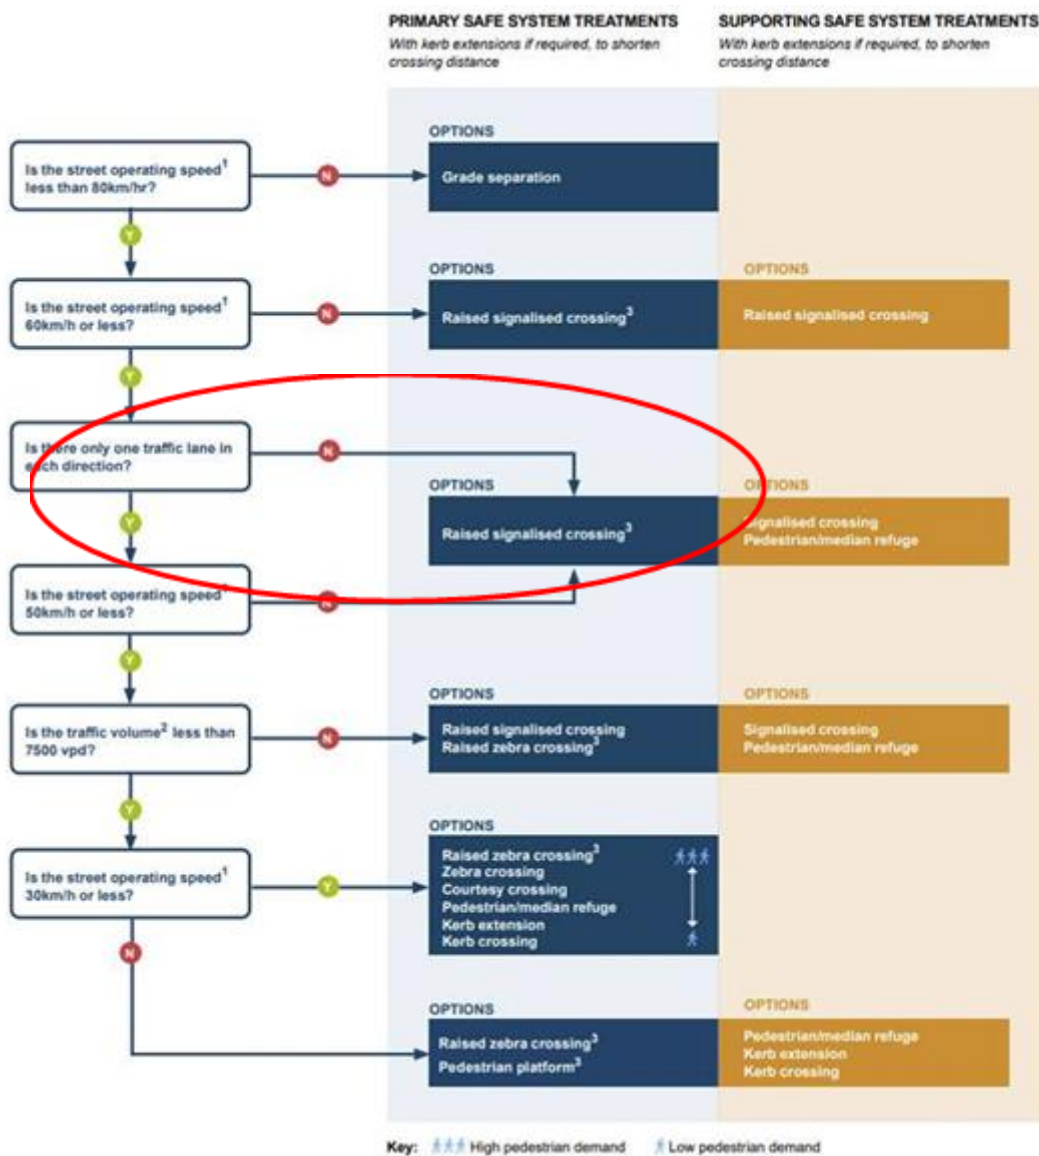 PRIMARY SAFE SYSTEM TREATMENTS
With kerb extensions if required, to shorten
crossing distance
SUPPORTING SAFE SYSTEM TREATMENTS
With kerb extensions if required, to shorten
crossing distance
Is the street operating speed¹
less than 80km/hr?
N
OPTIONS
Grade separation
Y
Is the street operating speed¹
60km/h or less?
N
OPTIONS
Raised signalised crossing³
OPTIONS
Raised signalised crossing
Y
Is there only one traffic lane in
each direction?
N
OPTIONS
Raised signalised crossing³
OPTIONS
Signalised crossing
Pedestrian/median refuge
Y
Is the street operating speed¹
50km/h or less?
N
Y
Is the traffic volume² less than
7500 vpd?
N
OPTIONS
Raised signalised crossing
Raised zebra crossing³
OPTIONS
Signalised crossing
Pedestrian/median refuge
Y
Is the street operating speed¹
30km/h or less?
Y
OPTIONS
Raised zebra crossing³
Zebra crossing
Courtesy crossing
Pedestrian/median refuge
Kerb extension
Kerb crossing
N
OPTIONS
Raised zebra crossing³
Pedestrian platform³
OPTIONS
Pedestrian/median refuge
Kerb extension
Kerb crossing
Key: High pedestrian demand Low pedestrian demand